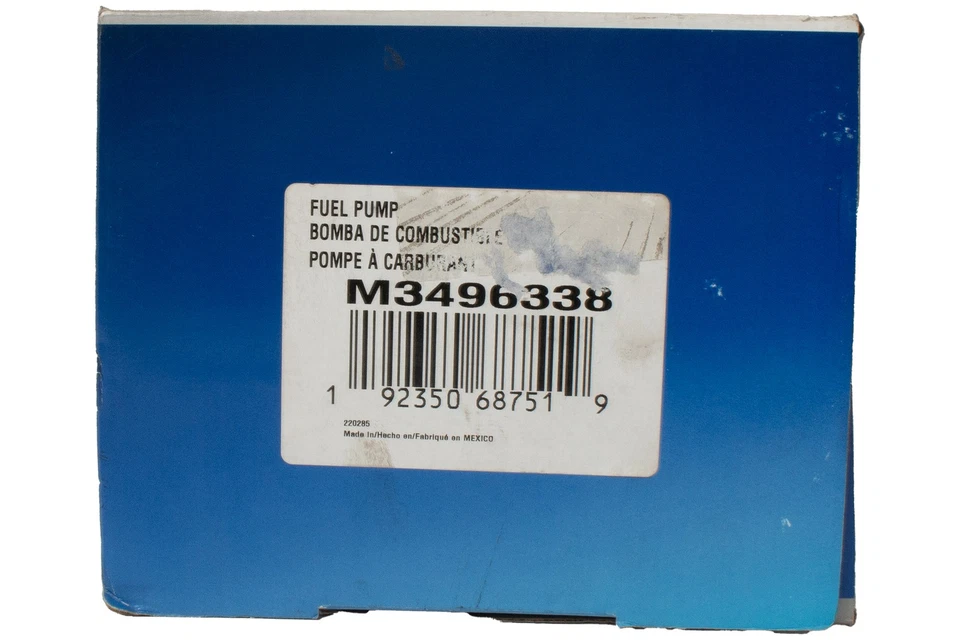 FUEL PUMP
BOMBA DE COMBUSTIBLE
POMPE À CARBURANT
M3496338
1 92350 68751 9
220285
Made in/Hecho en/Fabriqué en MEXICO